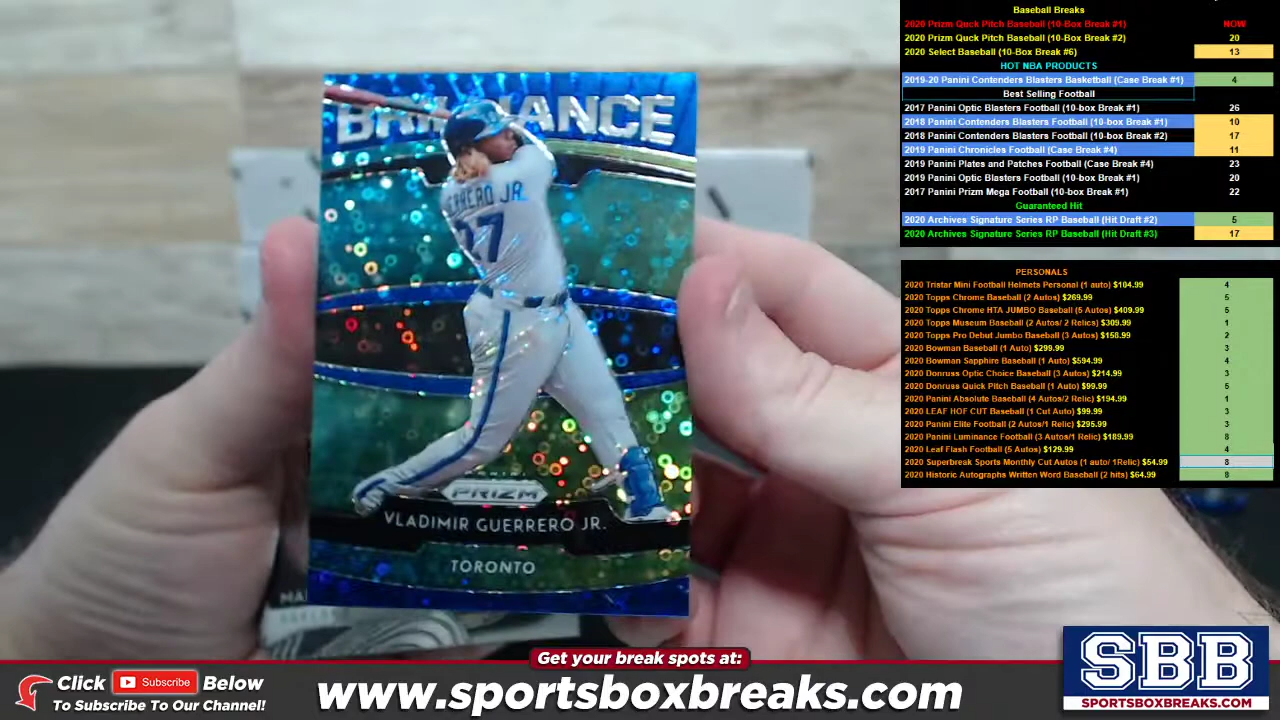 BRILLIANCE
GUERRERO JR.
27
PANINI
PRIZM
VLADIMIR GUERRERO JR.
TORONTO
Baseball Breaks
2020 Prizm Quck Pitch Baseball (10-Box Break #1) NOW
2020 Prizm Quck Pitch Baseball (10-Box Break #2) 20
2020 Select Baseball (10-Box Break #6) 13
HOT NBA PRODUCTS
2019-20 Panini Contenders Blasters Basketball (Case Break #1) 4
Best Selling Football
2017 Panini Optic Blasters Football (10-box Break #1) 26
2018 Panini Contenders Blasters Football (10-box Break #1) 10
2018 Panini Contenders Blasters Football (10-box Break #2) 17
2019 Panini Chronicles Football (Case Break #4) 11
2019 Panini Plates and Patches Football (Case Break #4) 23
2019 Panini Optic Blasters Football (10-box Break #1) 20
2017 Panini Prizm Mega Football (10-box Break #1) 22
Guaranteed Hit
2020 Archives Signature Series RP Baseball (Hit Draft #2) 5
2020 Archives Signature Series RP Baseball (Hit Draft #3) 17
PERSONALS
2020 Tristar Mini Football Helmets Personal (1 auto) $104.99 4
2020 Topps Chrome Baseball (2 Autos) $269.99 5
2020 Topps Chrome HTA JUMBO Baseball (5 Autos) $409.99 5
2020 Topps Museum Baseball (2 Autos/ 2 Relics) $309.99 1
2020 Topps Pro Debut Jumbo Baseball (3 Autos) $158.99 2
2020 Bowman Baseball (1 Auto) $299.99 3
2020 Bowman Sapphire Baseball (1 Auto) $594.99 4
2020 Donruss Optic Choice Baseball (3 Autos) $214.99 3
2020 Donruss Quick Pitch Baseball (1 Auto) $99.99 5
2020 Panini Absolute Baseball (4 Autos/2 Relic) $194.99 1
2020 LEAF HOF CUT Baseball (1 Cut Auto) $99.99 3
2020 Panini Elite Football (2 Autos/1 Relic) $295.99 3
2020 Panini Luminance Football (3 Autos/1 Relic) $189.99 8
2020 Leaf Flash Football (5 Autos) $129.99 4
2020 Superbreak Sports Monthly Cut Autos (1 auto/ 1Relic) $54.99 8
2020 Historic Autographs Written Word Baseball (2 hits) $64.99 8
Get your break spots at:
Click Subscribe Below
To Subscribe To Our Channel!
www.sportsboxbreaks.com
SBB
SPORTSBOXBREAKS.COM